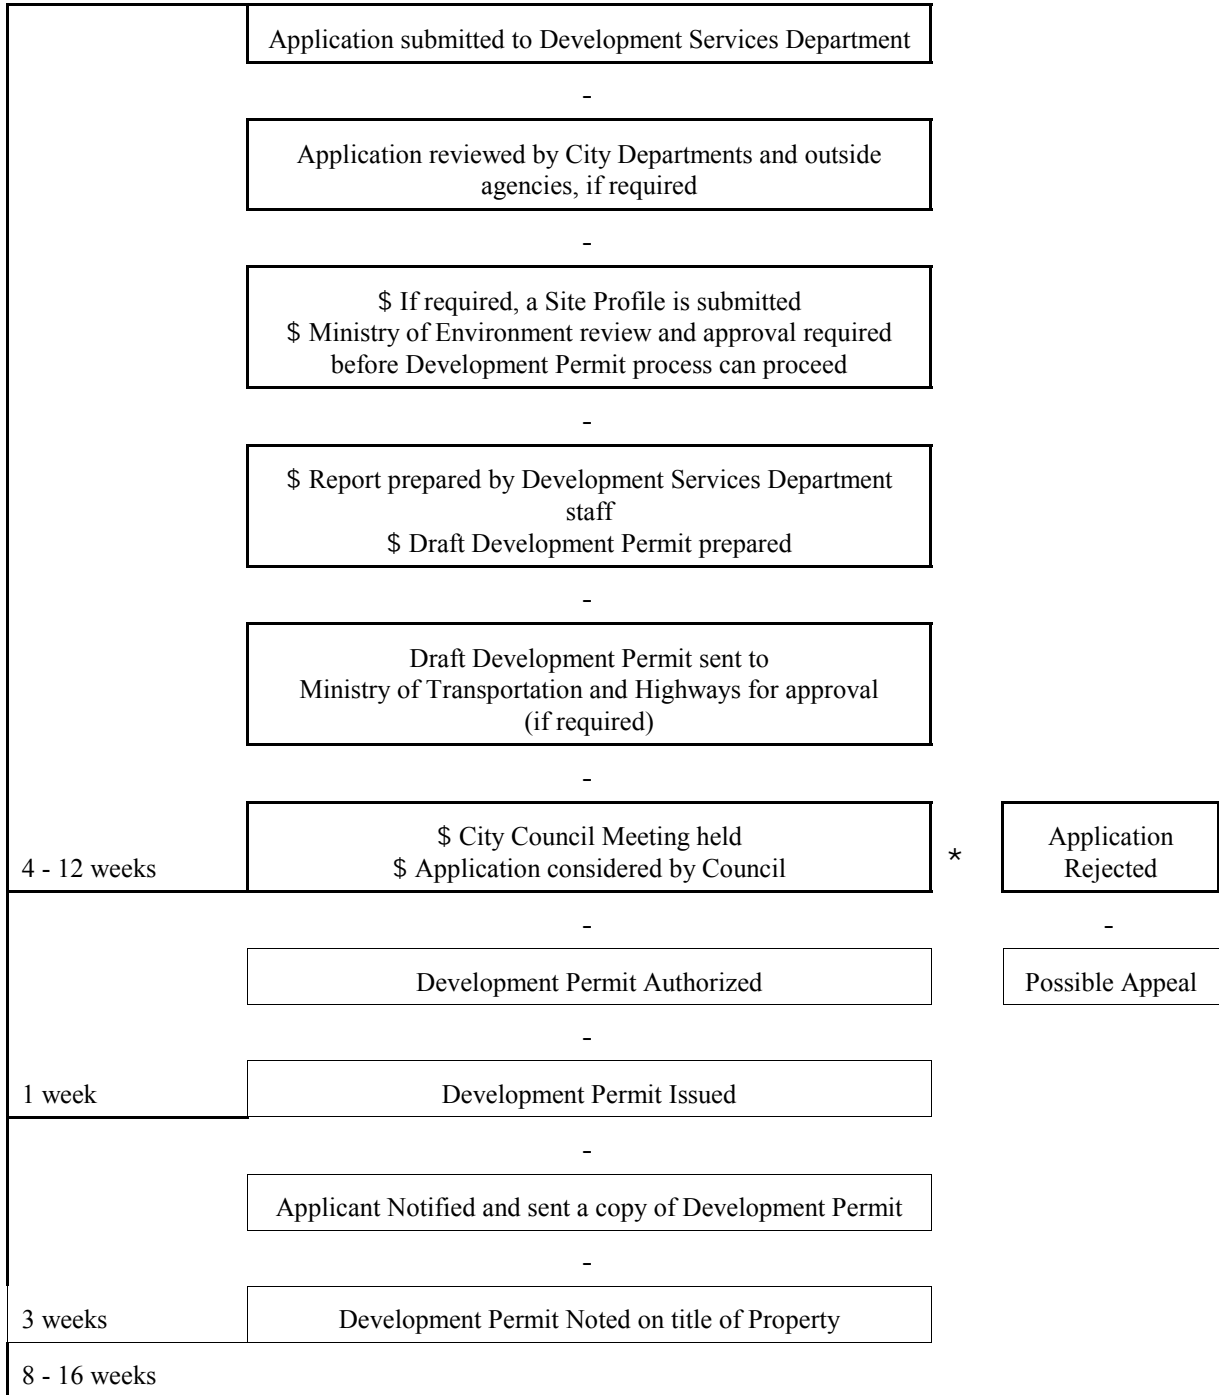 Application submitted to Development Services Department
-
Application reviewed by City Departments and outside
agencies, if required
-
$ If required, a Site Profile is submitted
$ Ministry of Environment review and approval required
before Development Permit process can proceed
-
$ Report prepared by Development Services Department
staff
$ Draft Development Permit prepared
-
Draft Development Permit sent to
Ministry of Transportation and Highways for approval
(if required)
-
4 - 12 weeks
$ City Council Meeting held
$ Application considered by Council
*
Application
Rejected
-
-
Development Permit Authorized
Possible Appeal
-
1 week
Development Permit Issued
-
Applicant Notified and sent a copy of Development Permit
-
3 weeks
Development Permit Noted on title of Property
8 - 16 weeks